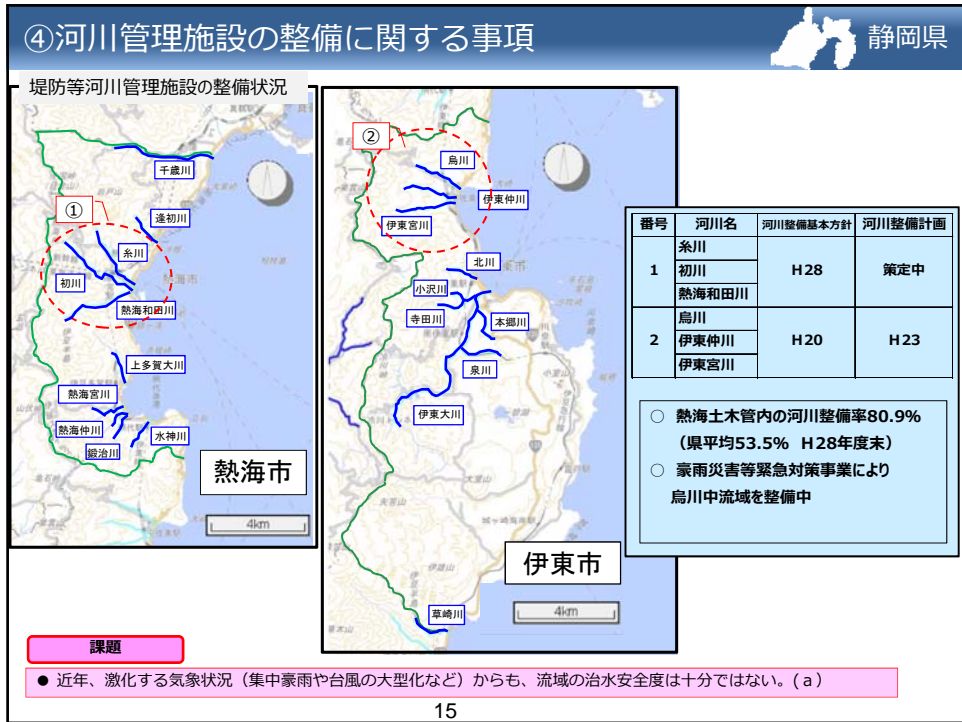 ④河川管理施設の整備に関する事項
静岡県
堤防等河川管理施設の整備状況
千歳川
①
逢初川
糸川
初川
熱海市
熱海和田川
上多賀大川
熱海宮川
熱海仲川
水神川
鍛治川
熱海市
4km
②
烏川
伊東仲川
伊東宮川
北川
小沢川
寺田川
本郷川
泉川
伊東大川
伊東市
4km
草崎川
番号 河川名 河川整備基本方針 河川整備計画
1 糸川 初川 熱海和田川 H28 策定中
2 烏川 伊東仲川 伊東宮川 H20 H23
○ 熱海土木管内の河川整備率80.9%
(県平均53.5% H28年度末)
○ 豪雨災害等緊急対策事業により
烏川中流域を整備中
課題
● 近年、激化する気象状況（集中豪雨や台風の大型化など）からも、流域の治水安全度は十分ではない。(ａ)
15